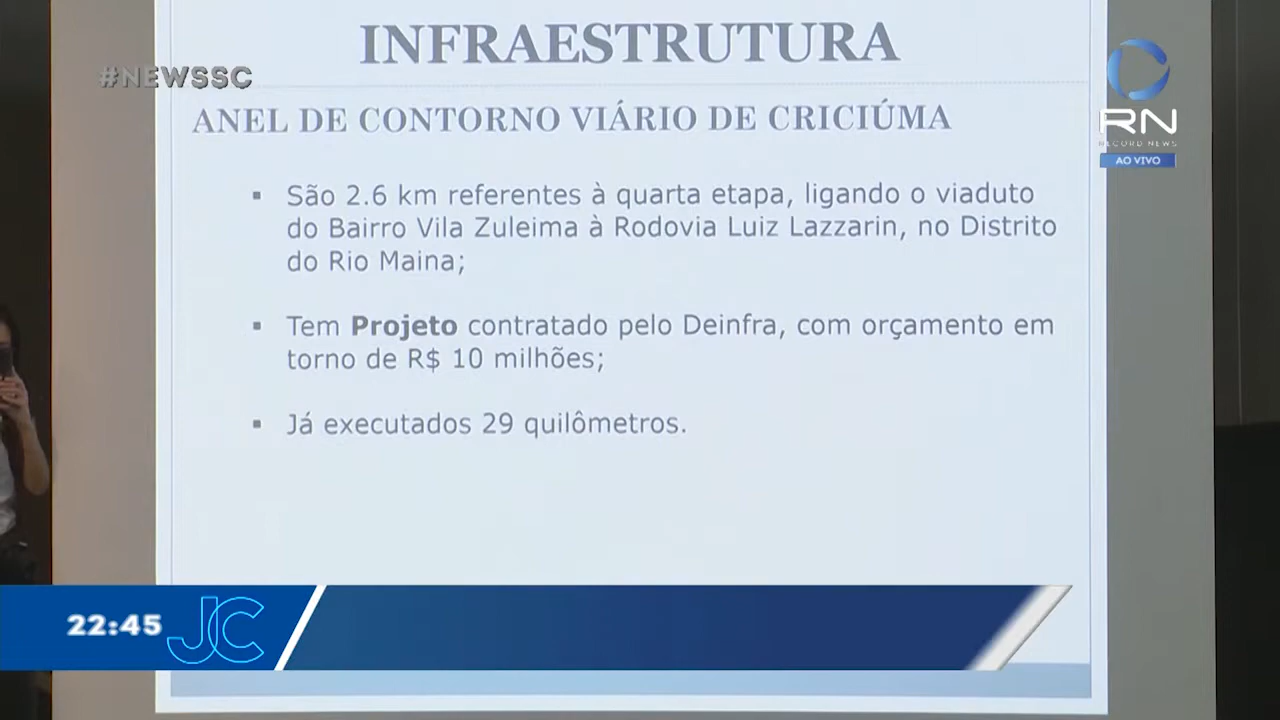 INFRAESTRUTURA
#NEWSSC
ANEL DE CONTORNO VIÁRIO DE CRICIÚMA
RN
RECORD NEWS
AO VIVO
▪ São 2.6 km referentes à quarta etapa, ligando o viaduto
do Bairro Vila Zuleima à Rodovia Luiz Lazzarin, no Distrito
do Rio Maina;
▪ Tem Projeto contratado pelo Deinfra, com orçamento em
torno de R$ 10 milhões;
▪ Já executados 29 quilômetros.
22:45
JC